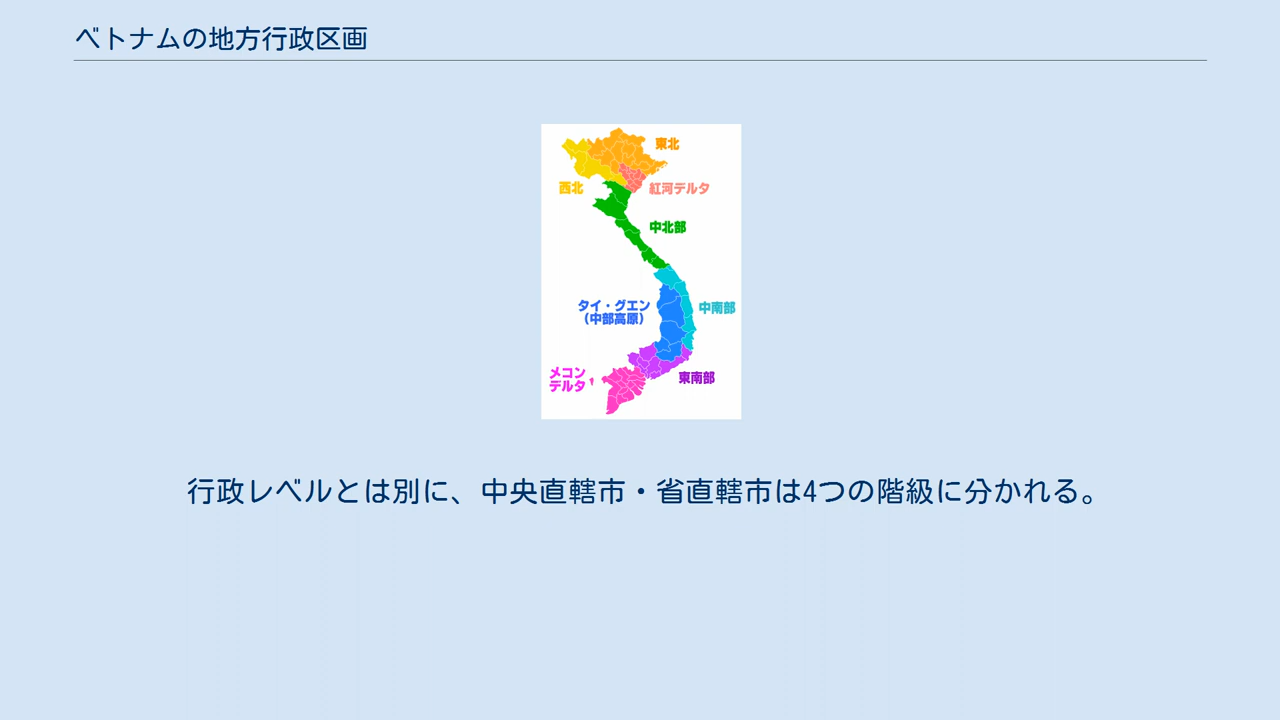 ベトナムの地方行政区画
東北
西北
紅河デルタ
中北部
タイ・グエン
(中部高原)
中南部
メコン
デルタ
東南部
行政レベルとは別に、中央直轄市・省直轄市は4つの階級に分かれる。